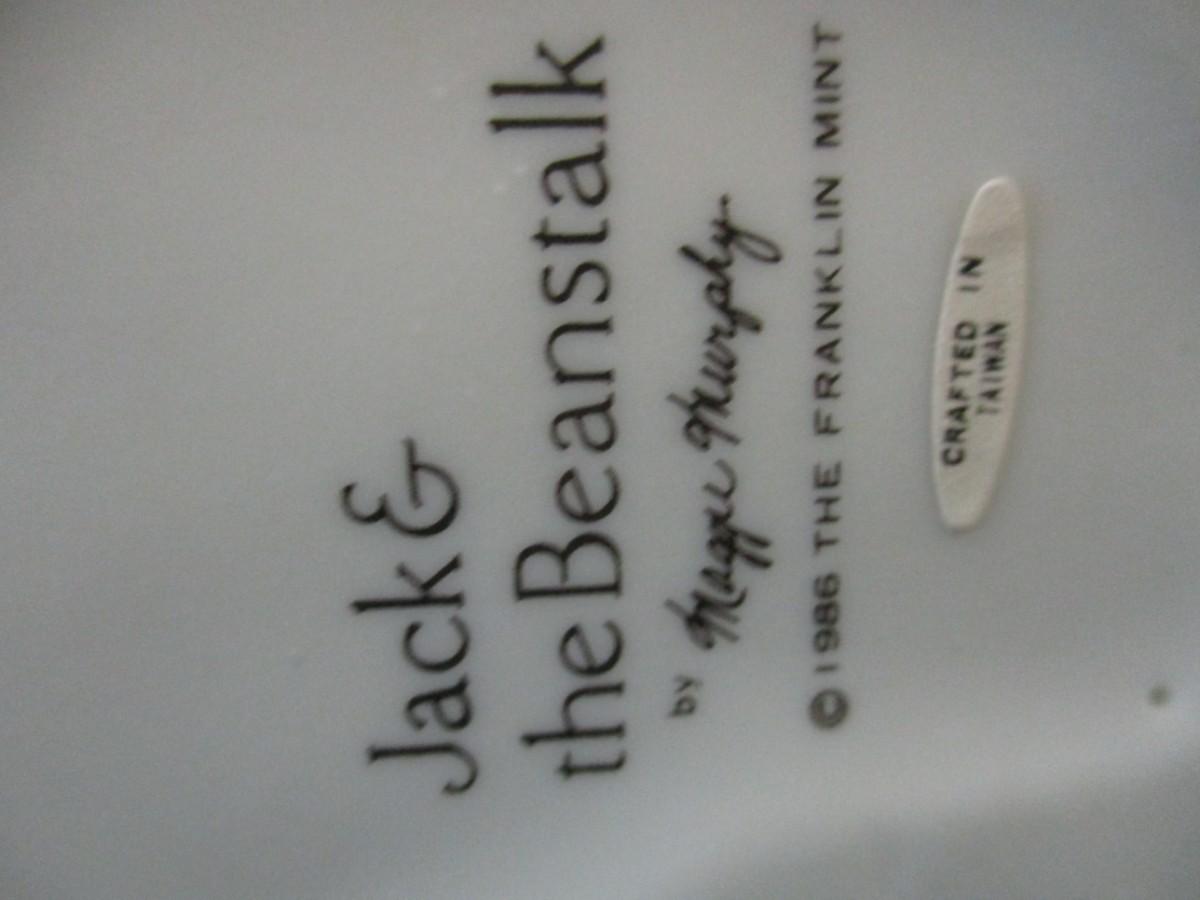 Jack &
the Beanstalk
by Maggie Murphy
© 1986 THE FRANKLIN MINT
CRAFTED IN
TAIWAN